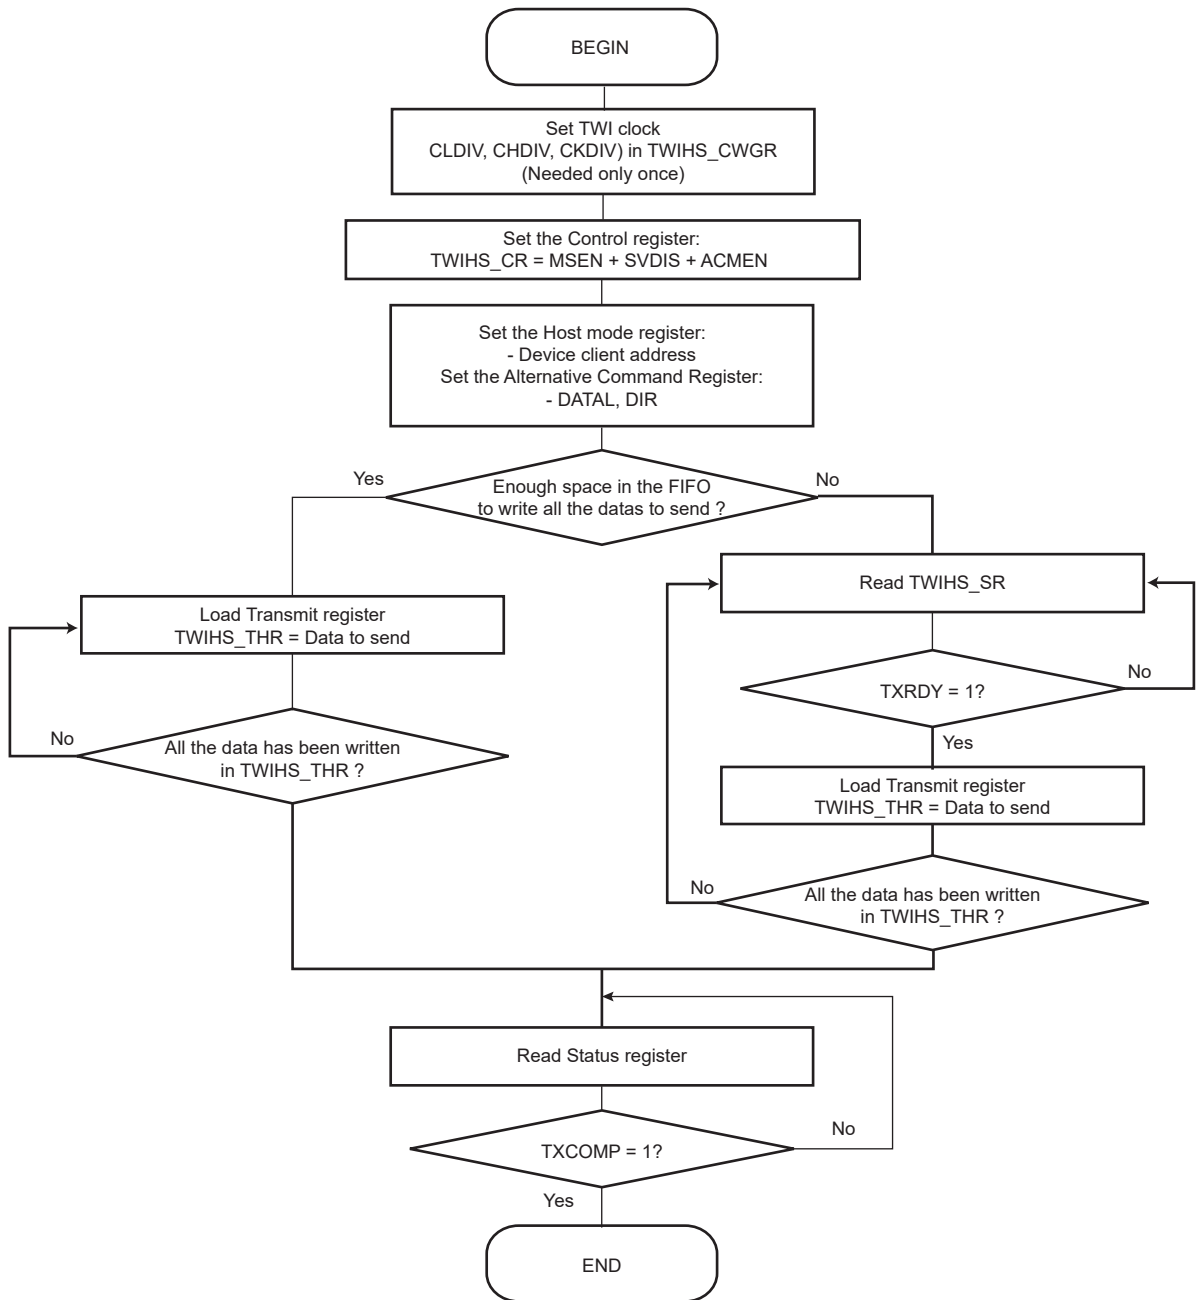 BEGIN
Set TWI clock
CLDIV, CHDIV, CKDIV) in TWIHS_CWGR
(Needed only once)
Set the Control register:
TWIHS_CR = MSEN + SVDIS + ACMEN
Set the Host mode register:
- Device client address
Set the Alternative Command Register:
- DATAL, DIR
Yes
Enough space in the FIFO
to write all the datas to send ?
No
Load Transmit register
TWIHS_THR = Data to send
No
All the data has been written
in TWIHS_THR ?
Read TWIHS_SR
TXRDY = 1?
No
Yes
Load Transmit register
TWIHS_THR = Data to send
No
All the data has been written
in TWIHS_THR ?
Read Status register
TXCOMP = 1?
No
Yes
END